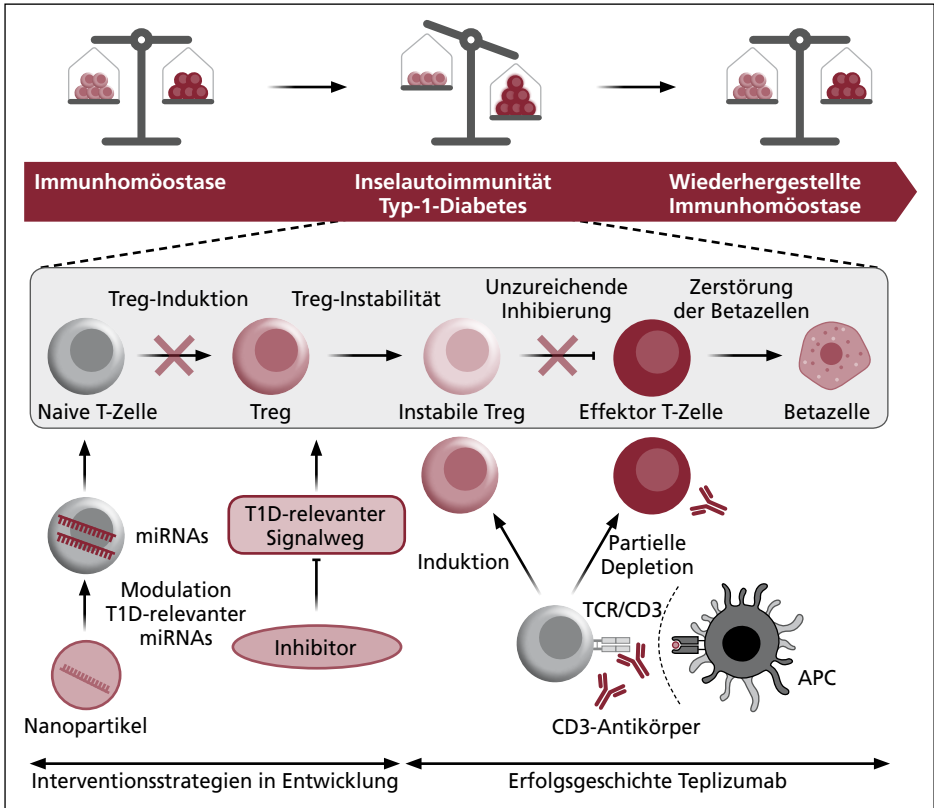 Immunhomöostase
Inselautoimmunität
Typ-1-Diabetes
Wiederhergestellte
Immunhomöostase
Treg-Induktion
Treg-Instabilität
Unzureichende
Inhibierung
Zerstörung
der Betazellen
Naive T-Zelle
Treg
Instabile Treg
Effektor T-Zelle
Betazelle
miRNAs
Modulation
T1D-relevanter
miRNAs
Nanopartikel
T1D-relevanter
Signalweg
Inhibitor
Induktion
Partielle
Depletion
TCR/CD3
CD3-Antikörper
APC
Interventionsstrategien in Entwicklung
Erfolgsgeschichte Teplizumab